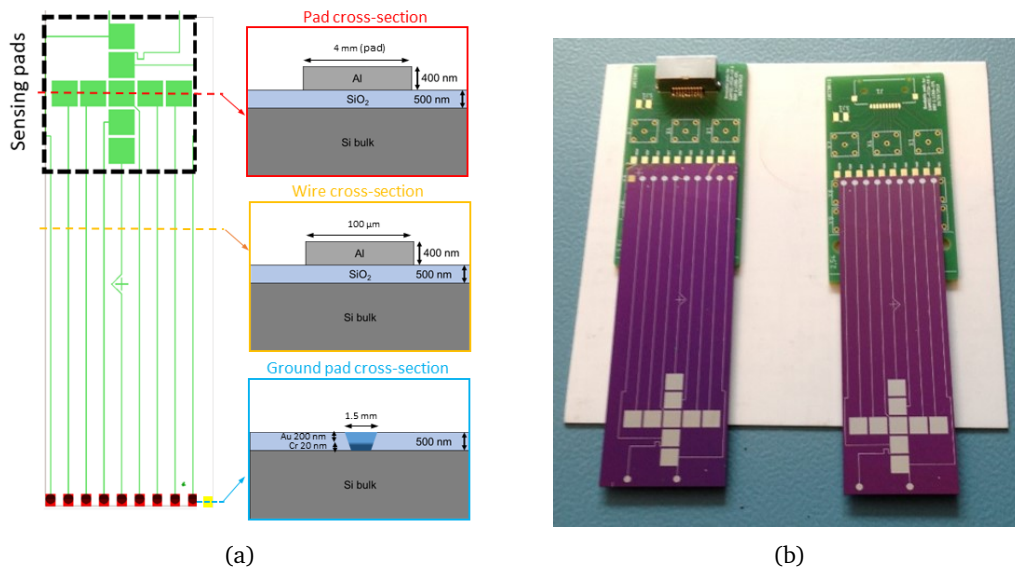 Sensing pads
Pad cross-section
4 mm (pad)
Al
400 nm
SiO₂
500 nm
Si bulk
Wire cross-section
100 μm
Al
400 nm
SiO₂
500 nm
Si bulk
Ground pad cross-section
1.5 mm
Au 200 nm
Cr 20 nm
500 nm
Si bulk
(a)
(b)